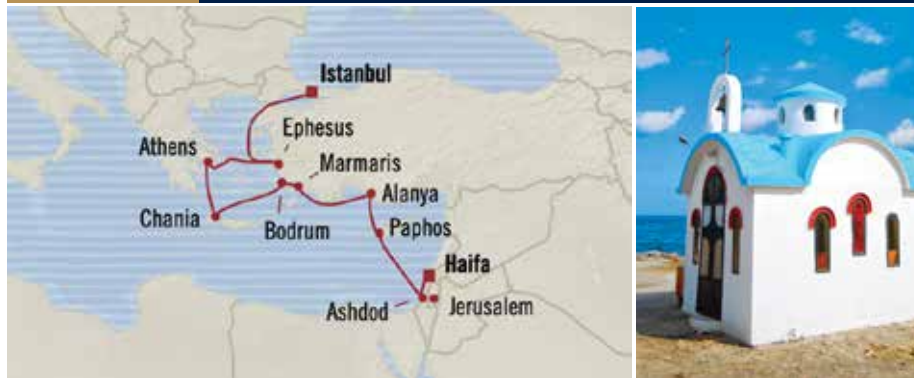 Istanbul
Ephesus
Athens
Marmaris
Alanya
Chania
Bodrum
Paphos
Haifa
Ashdod
Jerusalem